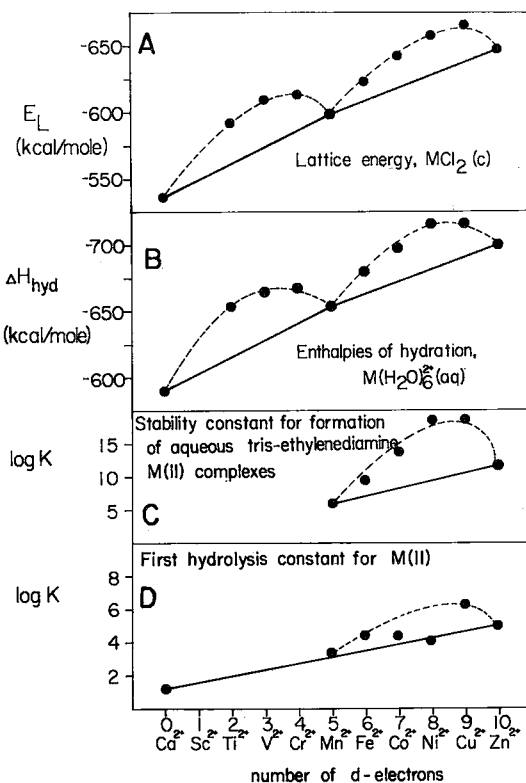 A
-650
-600
-550
E_L
(kcal/mole)
Lattice energy, MCl₂ (c)
B
-700
-650
-600
ΔH_hyd
(kcal/mole)
Enthalpies of hydration,
M(H₂O)₆²⁺(aq)
Stability constant for formation
of aqueous tris-ethylenediamine
M(II) complexes
log K
15
10
5
C
First hydrolysis constant for M(II)
log K
8
6
4
2
D
0 1 2 3 4 5 6 7 8 9 10
Ca²⁺ Sc²⁺ Ti²⁺ V²⁺ Cr²⁺ Mn²⁺ Fe²⁺ Co²⁺ Ni²⁺ Cu²⁺ Zn²⁺
number of d-electrons